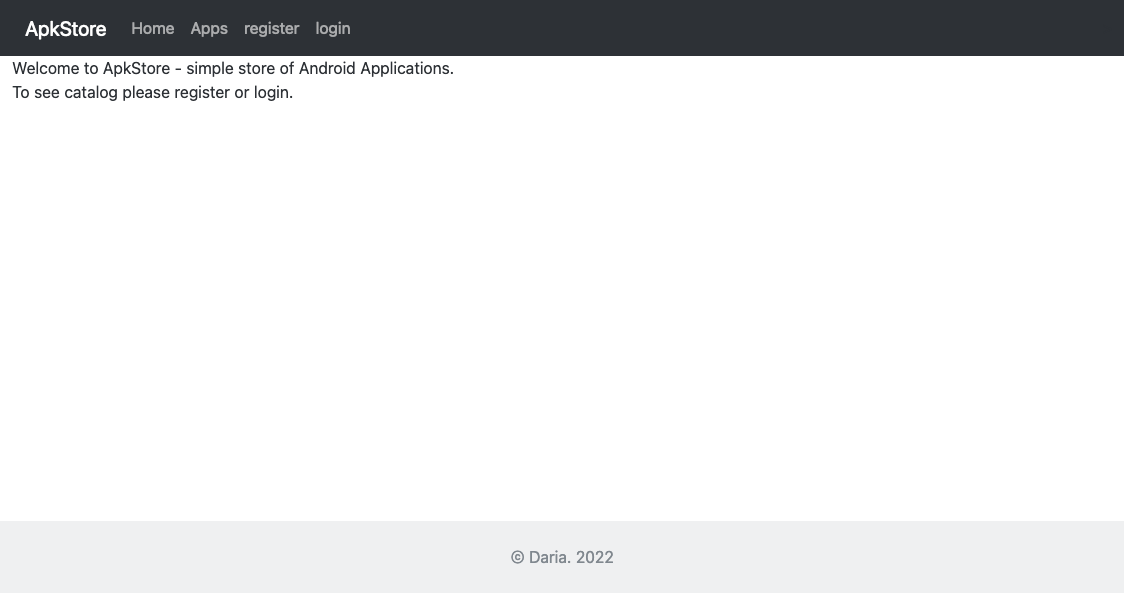 ApkStore Home Apps register login
Welcome to ApkStore - simple store of Android Applications.
To see catalog please register or login.
© Daria. 2022